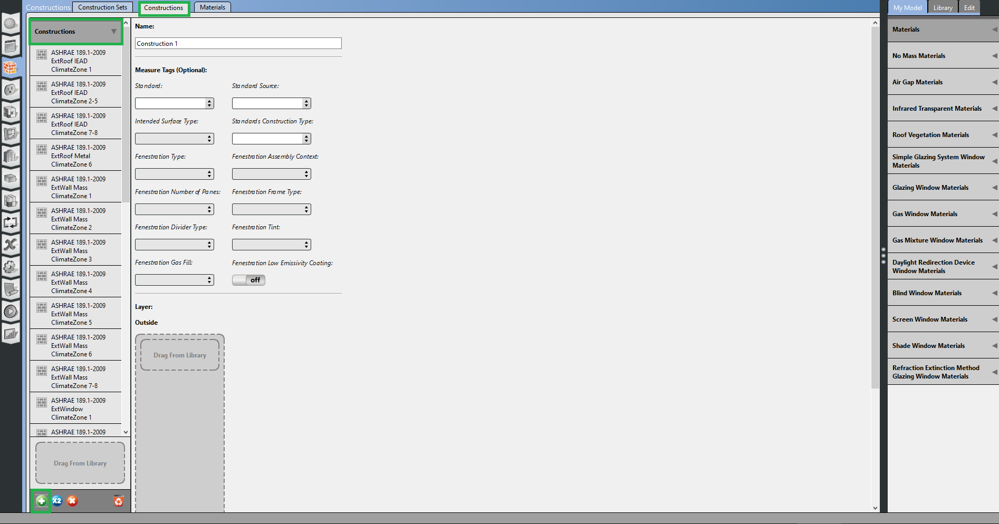 Constructions
Construction Sets
Constructions
Materials
My Model
Library
Edit
Constructions
ASHRAE 189.1-2009
ExtRoof IEAD
ClimateZone 1
ASHRAE 189.1-2009
ExtRoof IEAD
ClimateZone 2-5
ASHRAE 189.1-2009
ExtRoof IEAD
ClimateZone 7-8
ASHRAE 189.1-2009
ExtRoof Metal
ClimateZone 6
ASHRAE 189.1-2009
ExtWall Mass
ClimateZone 1
ASHRAE 189.1-2009
ExtWall Mass
ClimateZone 2
ASHRAE 189.1-2009
ExtWall Mass
ClimateZone 3
ASHRAE 189.1-2009
ExtWall Mass
ClimateZone 4
ASHRAE 189.1-2009
ExtWall Mass
ClimateZone 5
ASHRAE 189.1-2009
ExtWall Mass
ClimateZone 6
ASHRAE 189.1-2009
ExtWall Mass
ClimateZone 7-8
ASHRAE 189.1-2009
ExtWindow
ClimateZone 1
ASHRAE 189.1-2009
Drag From Library
X2
Name:
Construction 1
Measure Tags (Optional):
Standard:
Standard Source:
Intended Surface Type:
Standards Construction Type:
Fenestration Type:
Fenestration Assembly Context:
Fenestration Number of Panes:
Fenestration Frame Type:
Fenestration Divider Type:
Fenestration Tint:
Fenestration Gas Fill:
Fenestration Low Emissivity Coating:
off
Layer:
Outside
Drag From Library
Materials
No Mass Materials
Air Gap Materials
Infrared Transparent Materials
Roof Vegetation Materials
Simple Glazing System Window
Materials
Glazing Window Materials
Gas Window Materials
Gas Mixture Window Materials
Daylight Redirection Device
Window Materials
Blind Window Materials
Screen Window Materials
Shade Window Materials
Refraction Extinction Method
Glazing Window Materials